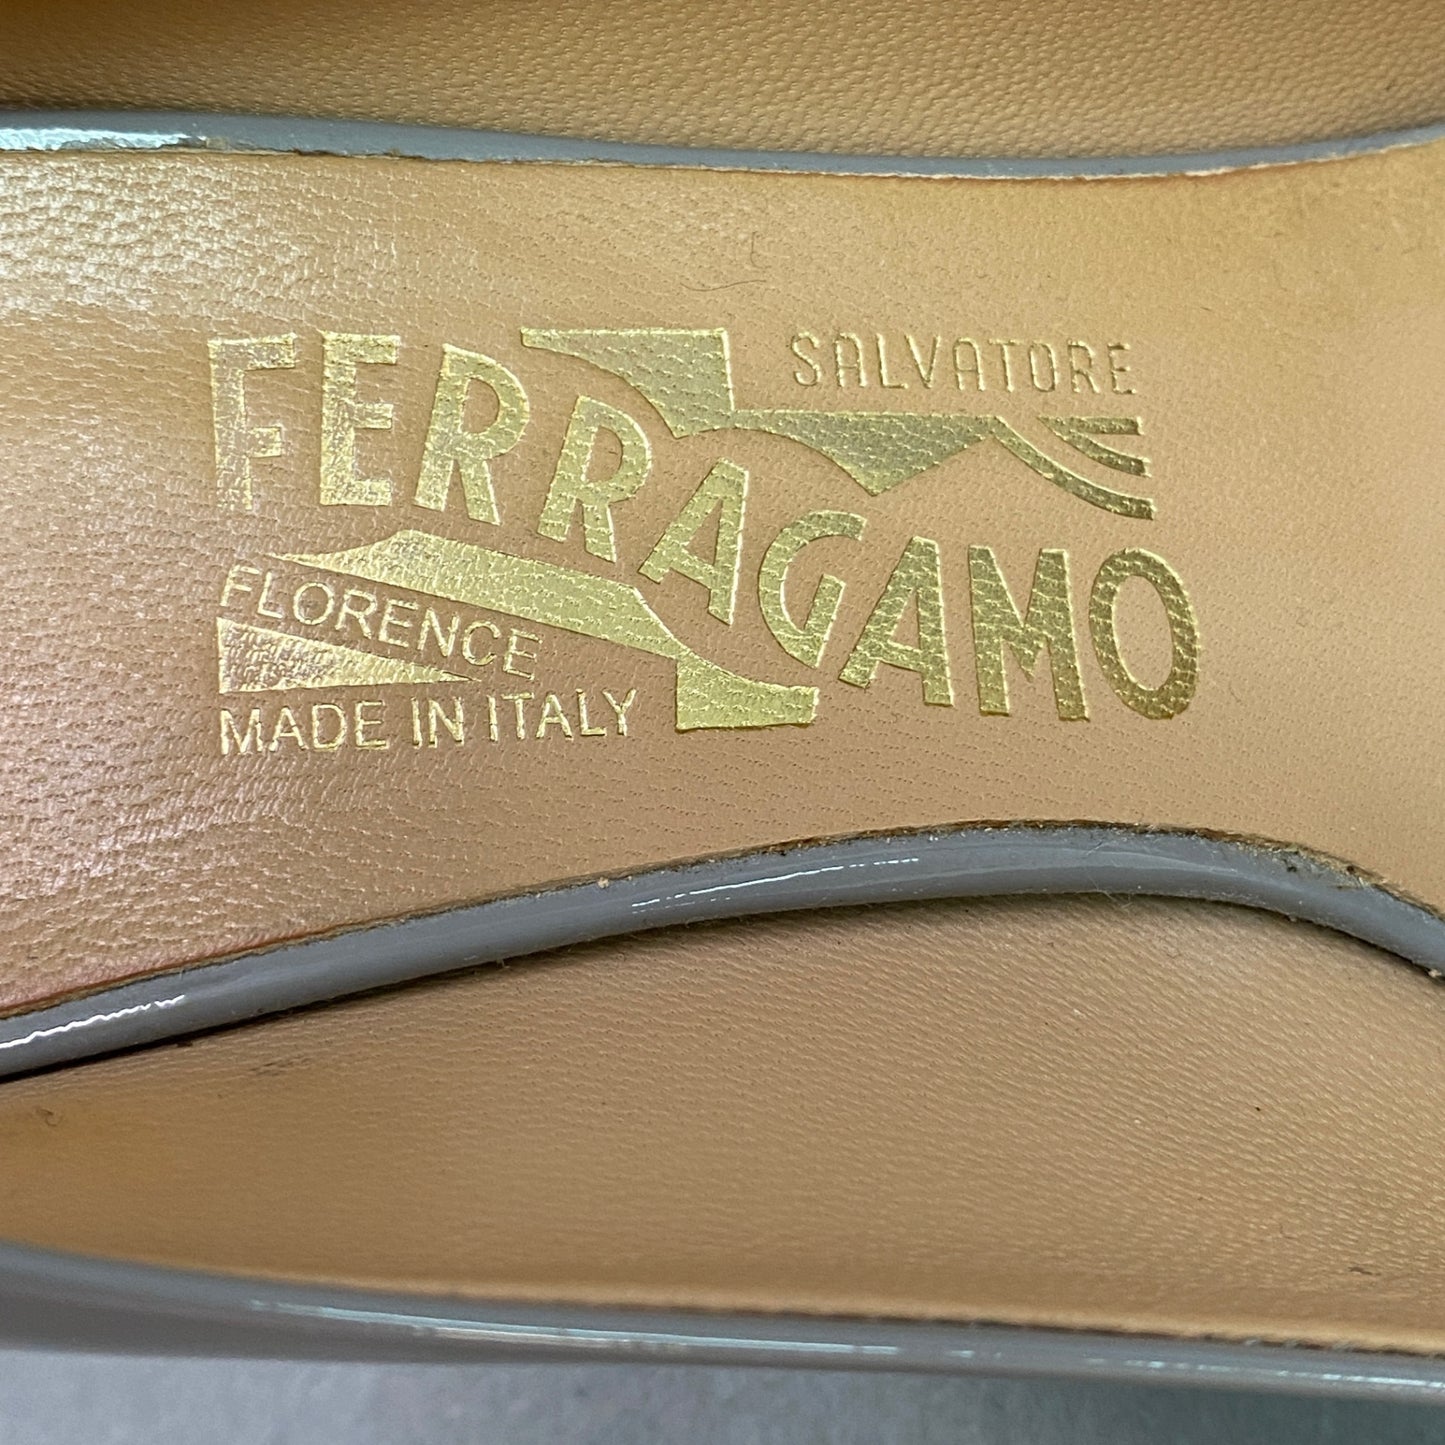 SALVATORE
FERRAGAMO
FLORENCE
MADE IN ITALY